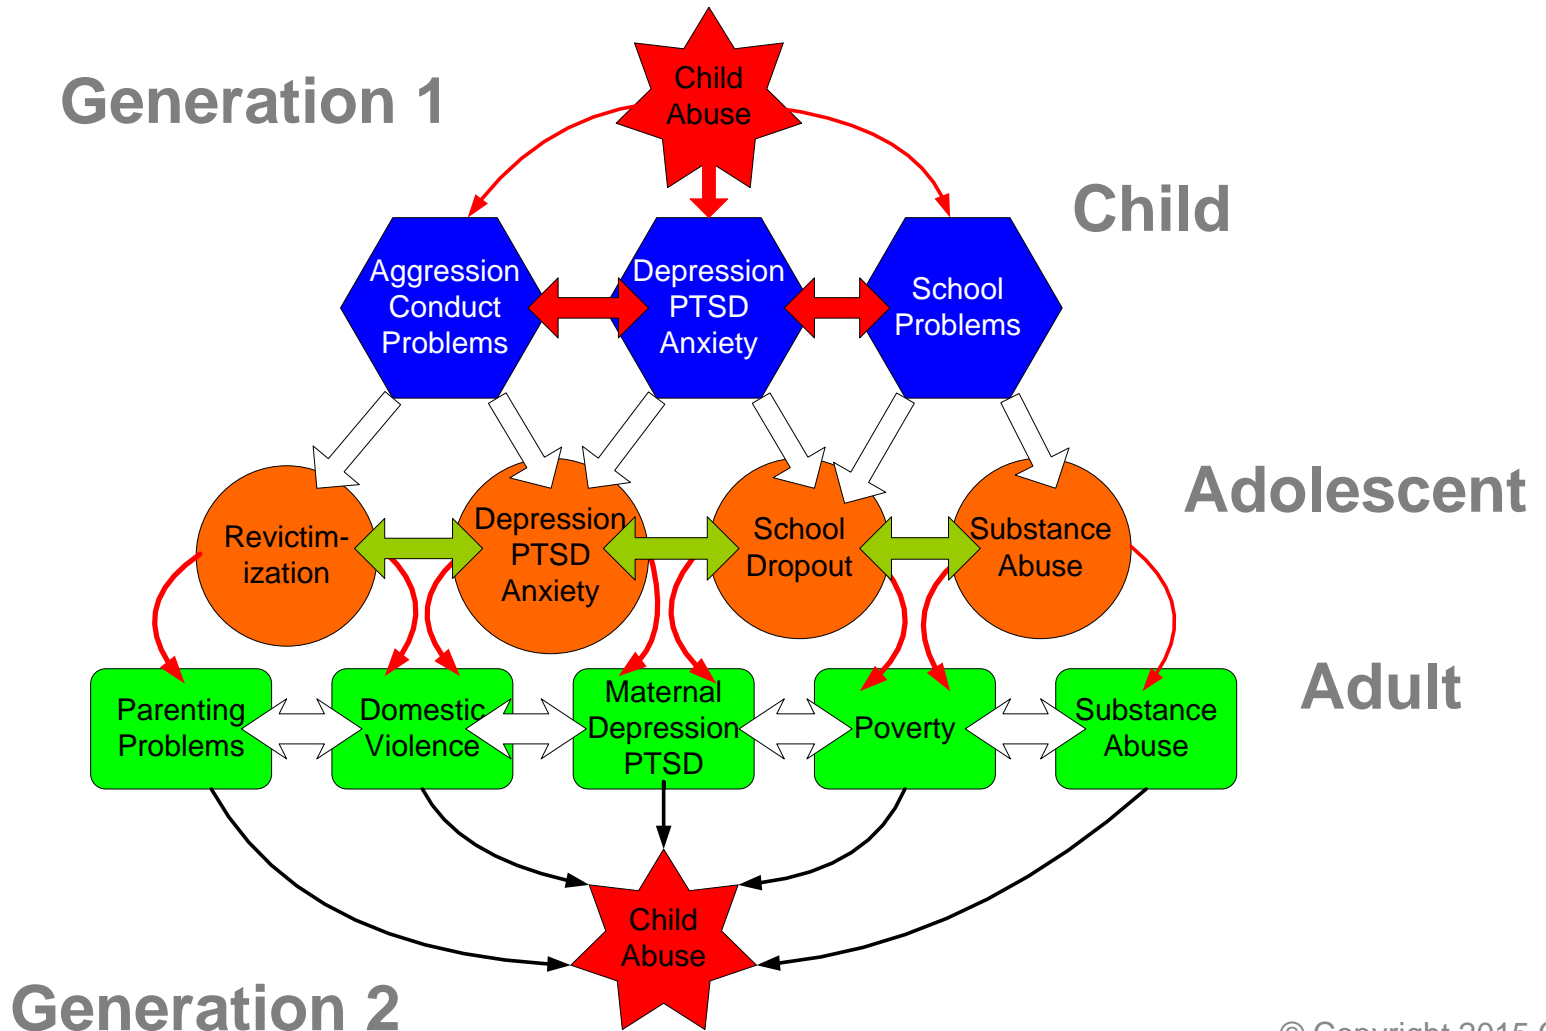 Generation 1
Child
Abuse
Child
Aggression
Conduct
Problems
Depression
PTSD
Anxiety
School
Problems
Adolescent
Revictim-
ization
Depression
PTSD
Anxiety
School
Dropout
Substance
Abuse
Adult
Parenting
Problems
Domestic
Violence
Maternal
Depression
PTSD
Poverty
Substance
Abuse
Child
Abuse
Generation 2
© Copyright 2015